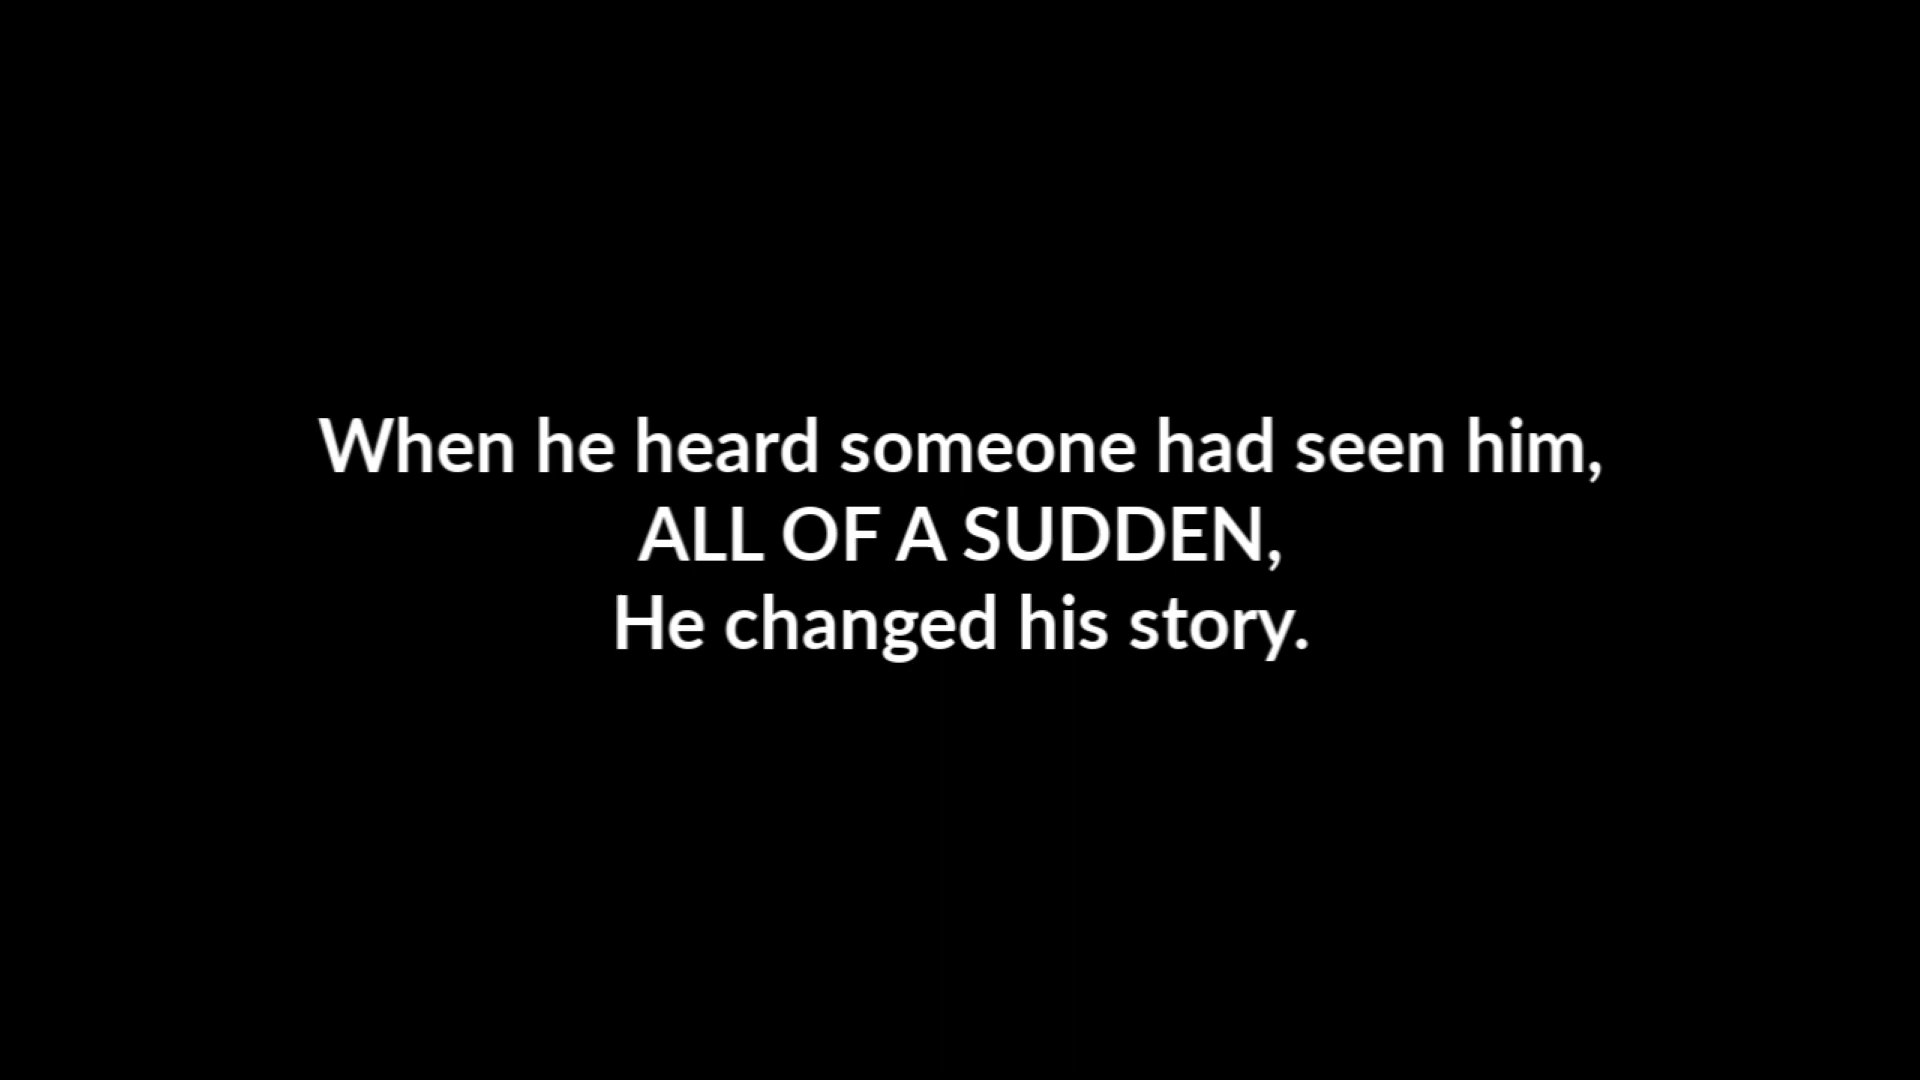 When he heard someone had seen him,
ALL OF A SUDDEN,
He changed his story.